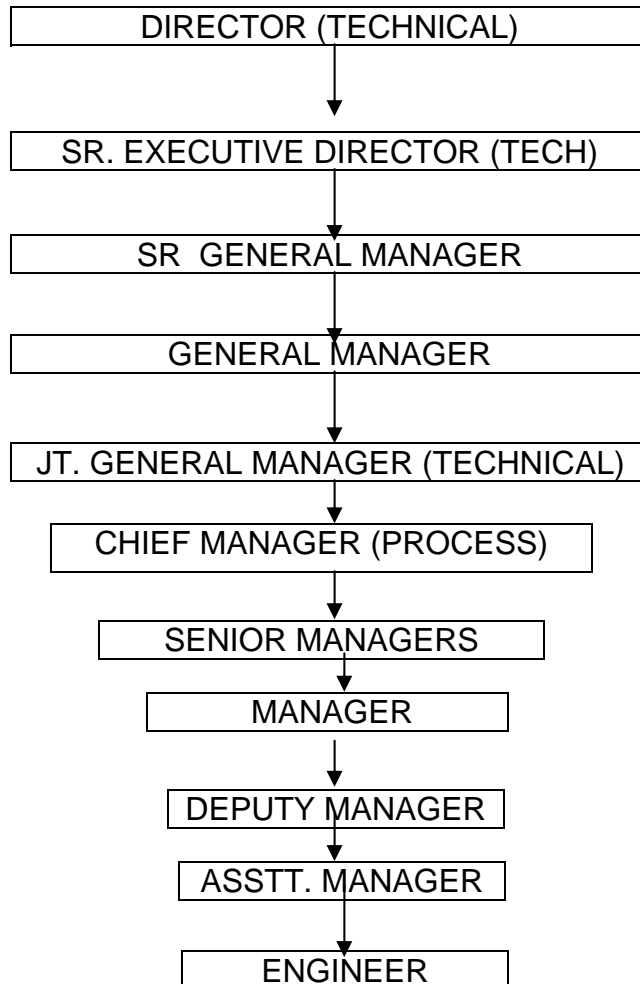 DIRECTOR (TECHNICAL)
SR. EXECUTIVE DIRECTOR (TECH)
SR GENERAL MANAGER
GENERAL MANAGER
JT. GENERAL MANAGER (TECHNICAL)
CHIEF MANAGER (PROCESS)
SENIOR MANAGERS
MANAGER
DEPUTY MANAGER
ASSTT. MANAGER
ENGINEER